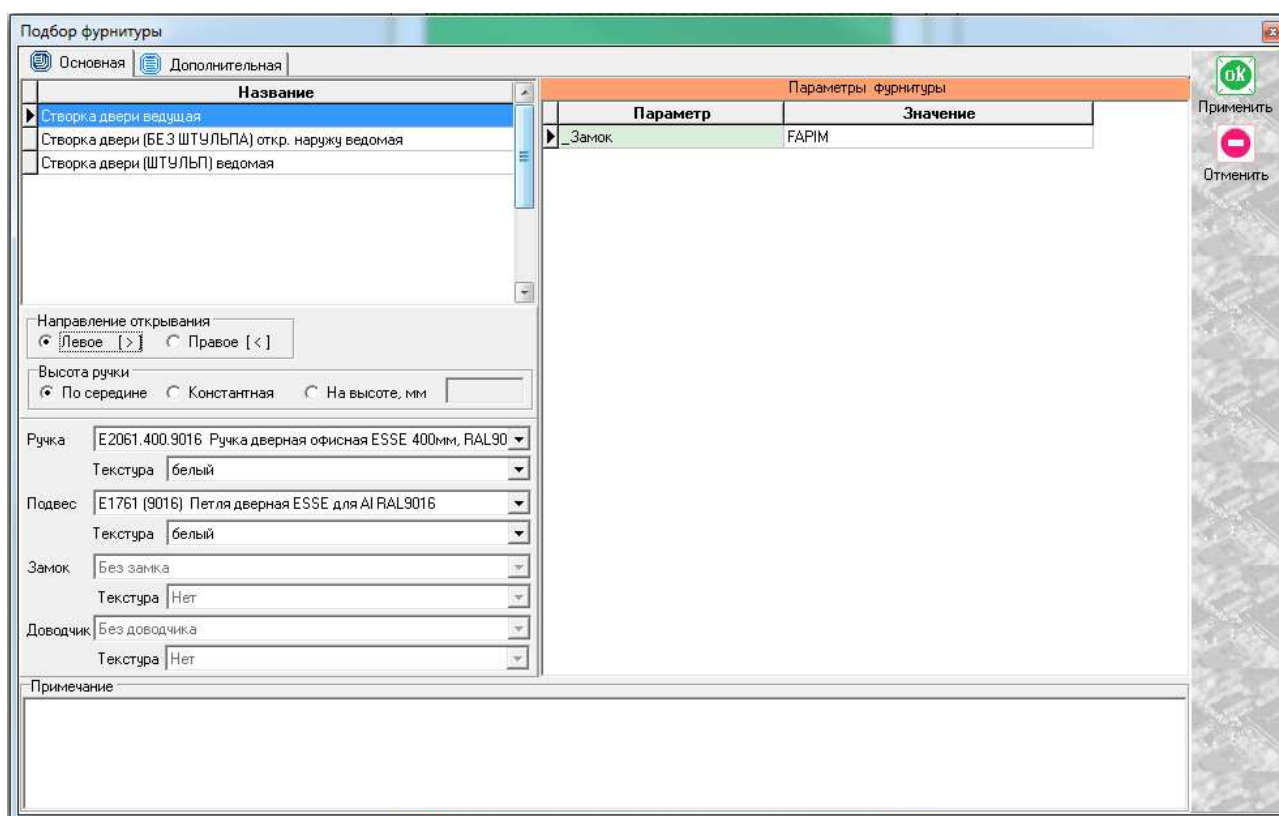 Подбор фурнитуры
Основная
Дополнительная
Название
Створка двери ведущая
Створка двери (БЕЗ ШТУЛЬПА) откр. наружу ведомая
Створка двери (ШТУЛЬП) ведомая
Параметры фурнитуры
Параметр Значение
_Замок FAPIM
Применить
Отменить
Направление открывания
Левое [>] Правое [<]
Высота ручки
По середине Константная На высоте, мм
Ручка E2061.400.9016 Ручка дверная офисная ESSE 400мм, RAL90
Текстура белый
Подвес E1761 (9016) Петля дверная ESSE для Al RAL9016
Текстура белый
Замок Без замка
Текстура Нет
Доводчик Без доводчика
Текстура Нет
Примечание